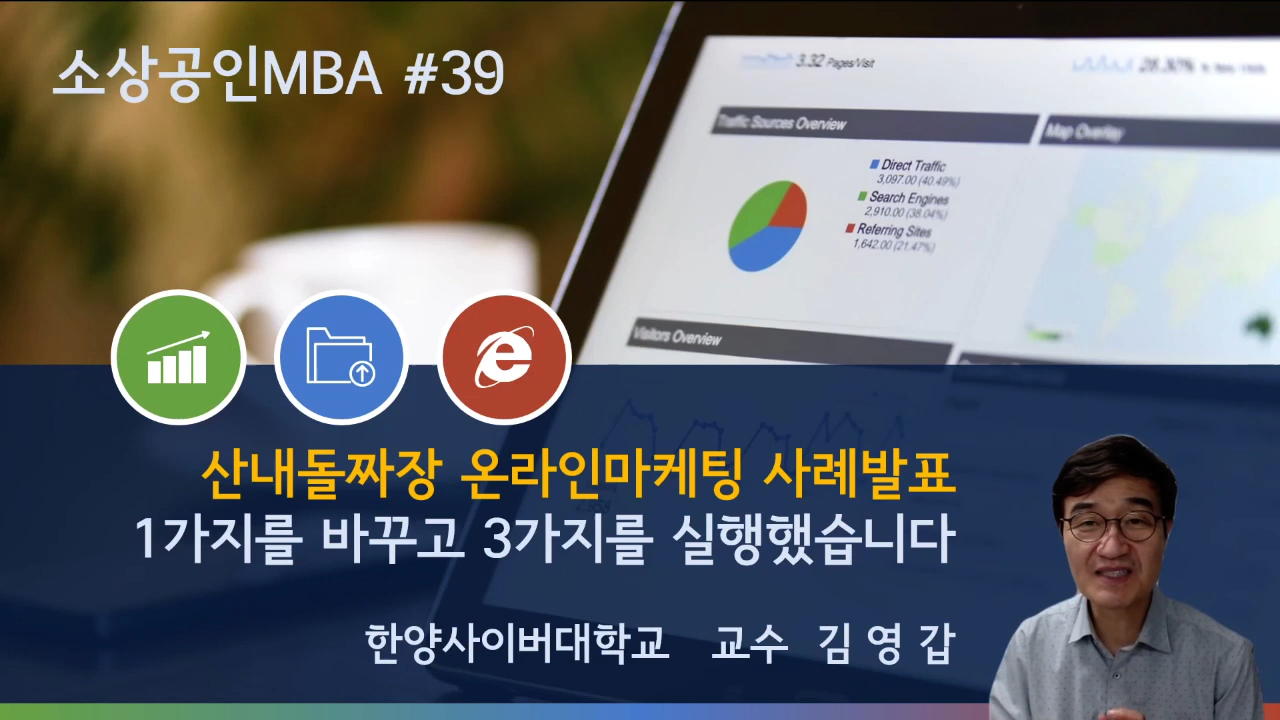 소상공인MBA #39
3.32 Pages/Visit
Traffic Sources Overview
Map Overlay
Direct Traffic
3,097.00 (40.49%)
Search Engines
2,910.00 (38.04%)
Referring Sites
1,642.00 (21.47%)
Visitors Overview
산내돌짜장 온라인마케팅 사례발표
1가지를 바꾸고 3가지를 실행했습니다
한양사이버대학교 교수 김 영 갑